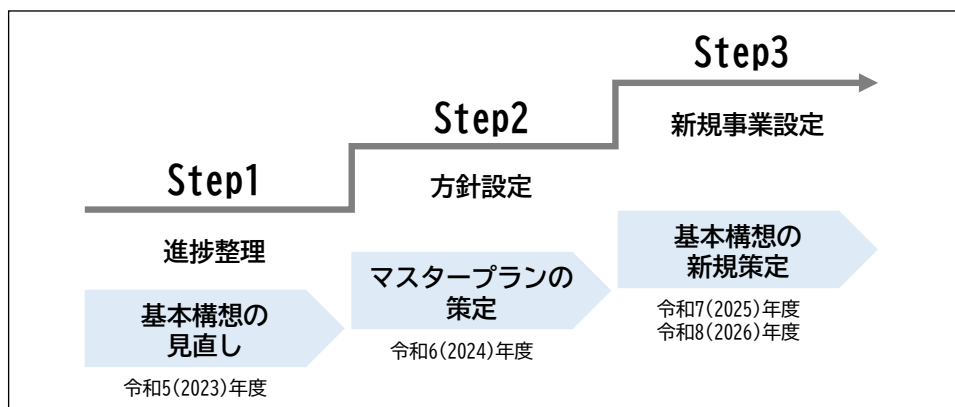 Step1
進捗整理
基本構想の
見直し
令和5(2023)年度
Step2
方針設定
マスタープランの
策定
令和6(2024)年度
Step3
新規事業設定
基本構想の
新規策定
令和7(2025)年度
令和8(2026)年度